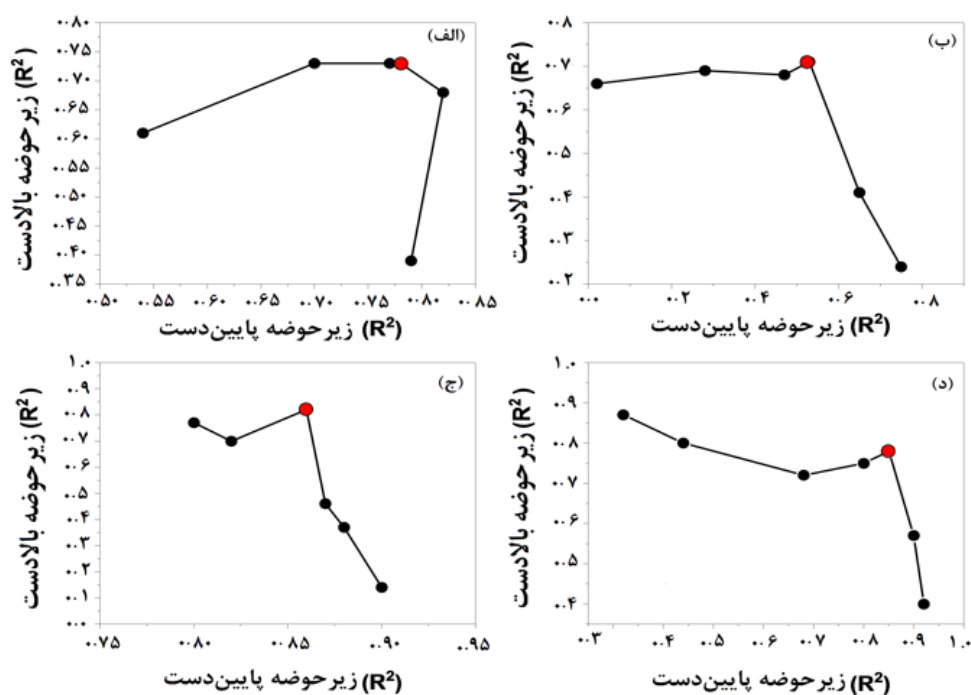 (الف)
۰.۸۰
۰.۷۵
۰.۷۰
۰.۶۵
۰.۶۰
۰.۵۵
۰.۵۰
۰.۴۵
۰.۴۰
۰.۳۵
زیرحوضه بالادست (R²)
۰.۵۰ ۰.۵۵ ۰.۶۰ ۰.۶۵ ۰.۷۰ ۰.۷۵ ۰.۸۰ ۰.۸۵
زیرحوضه پایین‌دست (R²)
(ب)
۰.۸
۰.۷
۰.۶
۰.۵
۰.۴
۰.۳
۰.۲
زیرحوضه بالادست (R²)
۰.۰ ۰.۲ ۰.۴ ۰.۶ ۰.۸
زیرحوضه پایین‌دست (R²)
(ج)
۱.۰
۰.۹
۰.۸
۰.۷
۰.۶
۰.۵
۰.۴
۰.۳
۰.۲
۰.۱
۰.۰
زیرحوضه بالادست (R²)
۰.۷۵ ۰.۸۰ ۰.۸۵ ۰.۹۰ ۰.۹۵
زیرحوضه پایین‌دست (R²)
(د)
۱.۰
۰.۹
۰.۸
۰.۷
۰.۶
۰.۵
۰.۴
زیرحوضه بالادست (R²)
۰.۳ ۰.۴ ۰.۵ ۰.۶ ۰.۷ ۰.۸ ۰.۹ ۱.۰
زیرحوضه پایین‌دست (R²)